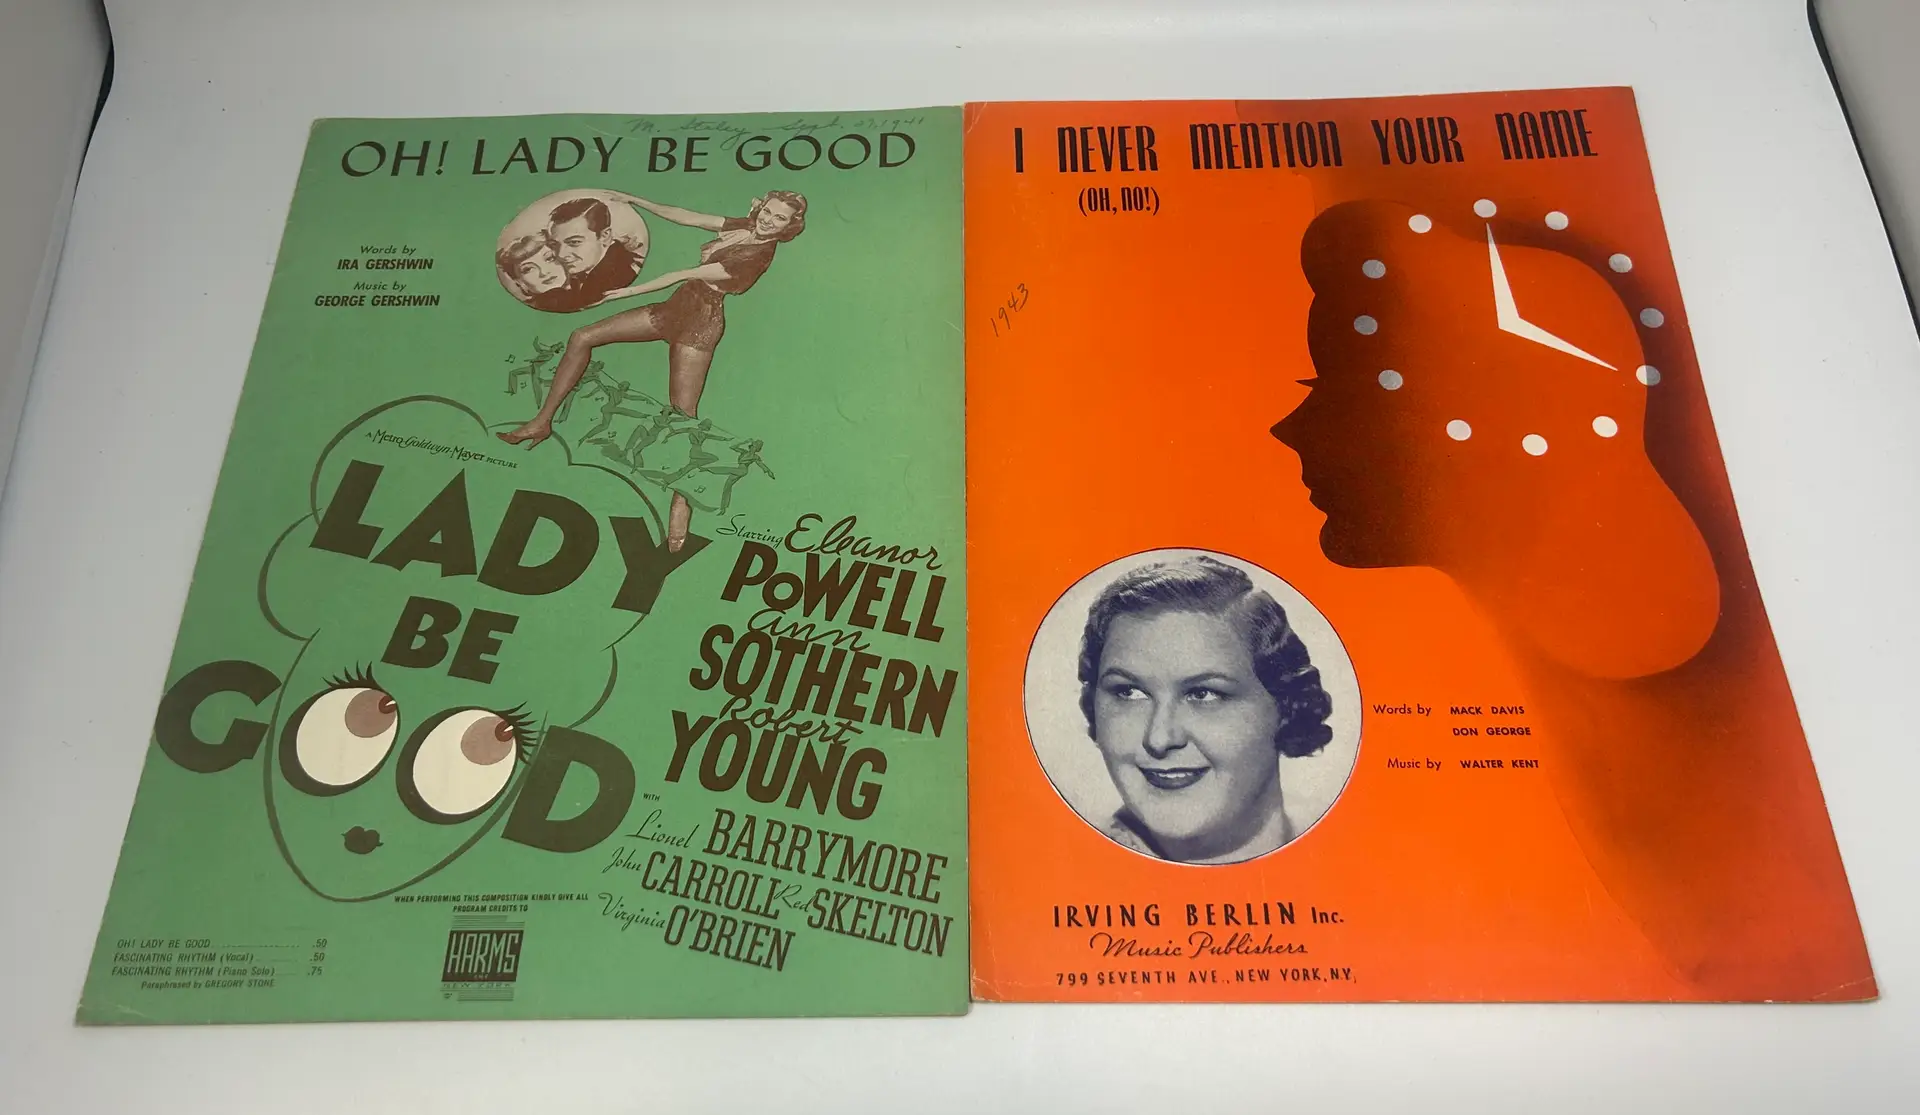 M. Staley Sept. 27, 1941
OH! LADY BE GOOD
Words by
IRA GERSHWIN
Music by
GEORGE GERSHWIN
A Metro-Goldwyn-Mayer PICTURE
LADY
BE
GOOD
Starring Eleanor
POWELL
Ann
SOTHERN
Robert
YOUNG
WITH
Lionel BARRYMORE
John CARROLL Red SKELTON
Virginia O'BRIEN
WHEN PERFORMING THIS COMPOSITION KINDLY GIVE ALL
PROGRAM CREDITS TO
HARMS
INC
NEW YORK
OH! LADY BE GOOD .50
FASCINATING RHYTHM (Vocal) .50
FASCINATING RHYTHM (Piano Solo) .75
Paraphrased by GREGORY STONE
I NEVER MENTION YOUR NAME
(OH, NO!)
1943
Words by MACK DAVIS
DON GEORGE
Music by WALTER KENT
IRVING BERLIN Inc.
Music Publishers
799 SEVENTH AVE., NEW YORK, N.Y.